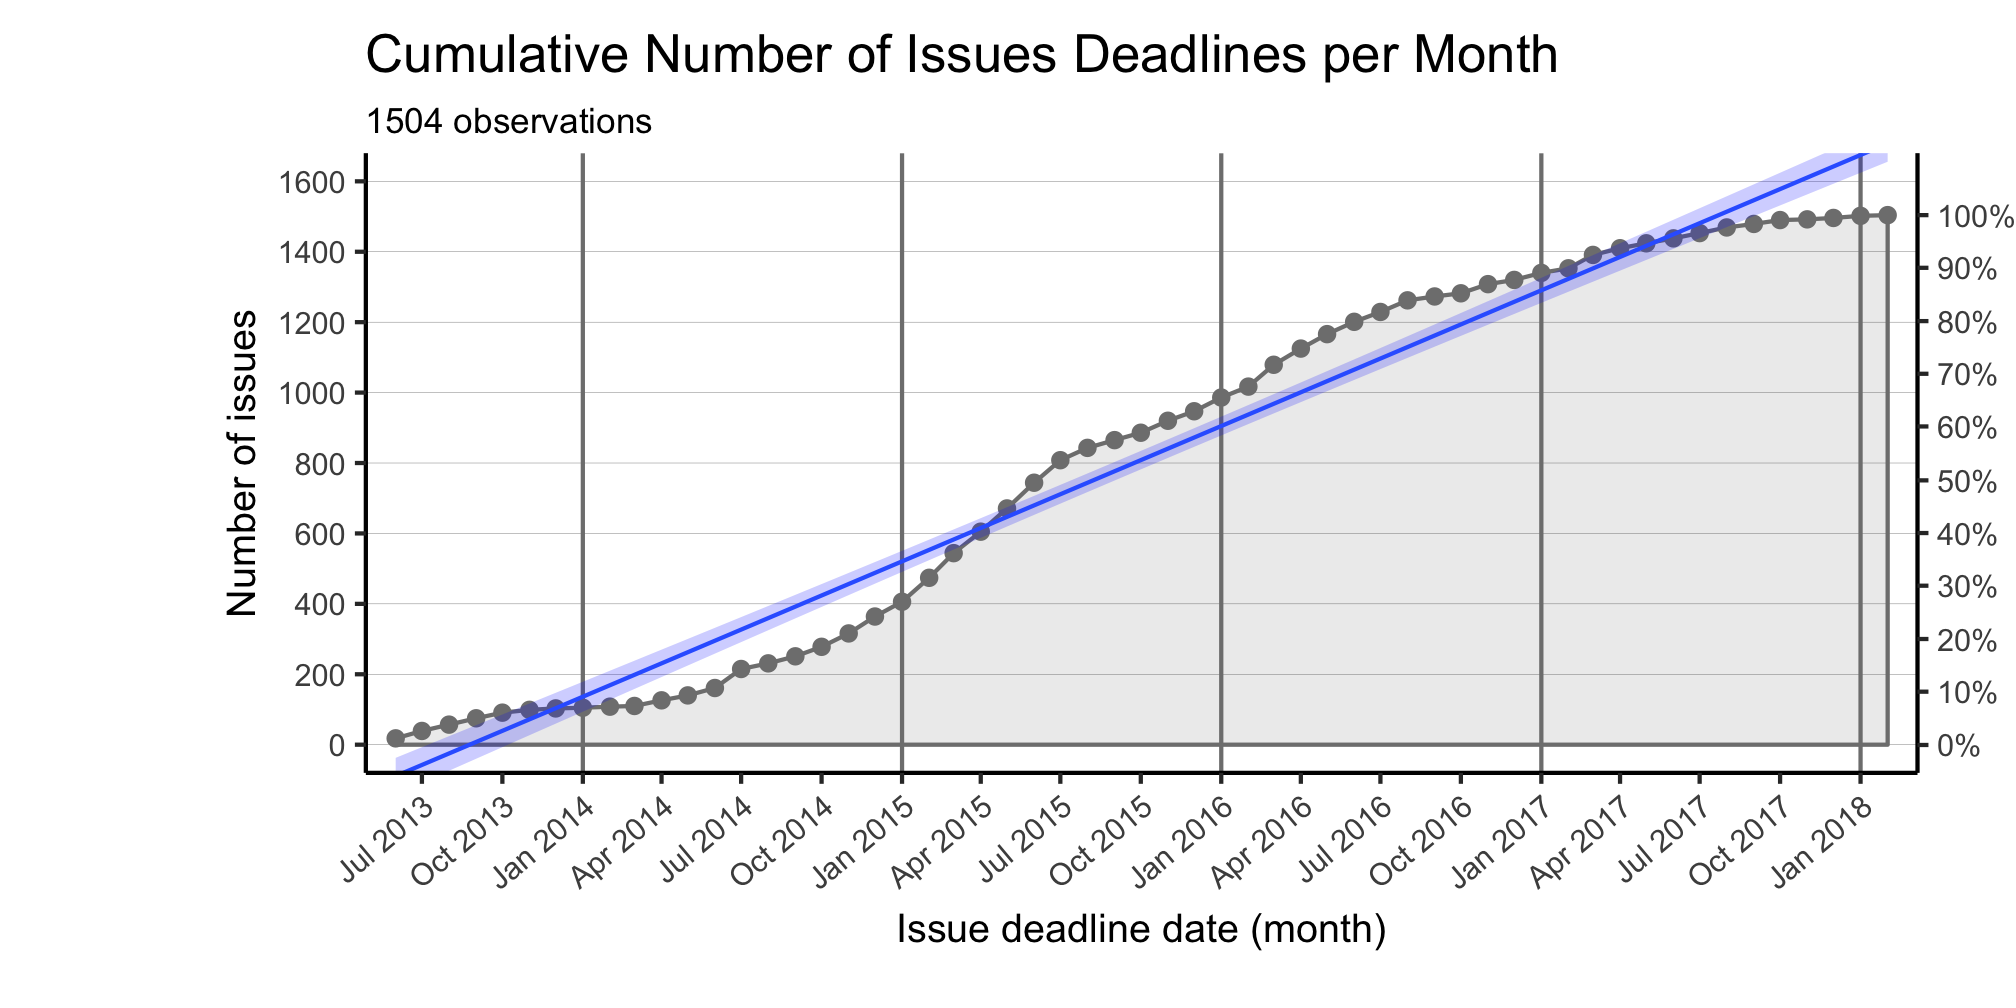 Cumulative Number of Issues Deadlines per Month
1504 observations
Number of issues
1600
1400
1200
1000
800
600
400
200
0
100%
90%
80%
70%
60%
50%
40%
30%
20%
10%
0%
Jul 2013
Oct 2013
Jan 2014
Apr 2014
Jul 2014
Oct 2014
Jan 2015
Apr 2015
Jul 2015
Oct 2015
Jan 2016
Apr 2016
Jul 2016
Oct 2016
Jan 2017
Apr 2017
Jul 2017
Oct 2017
Jan 2018
Issue deadline date (month)